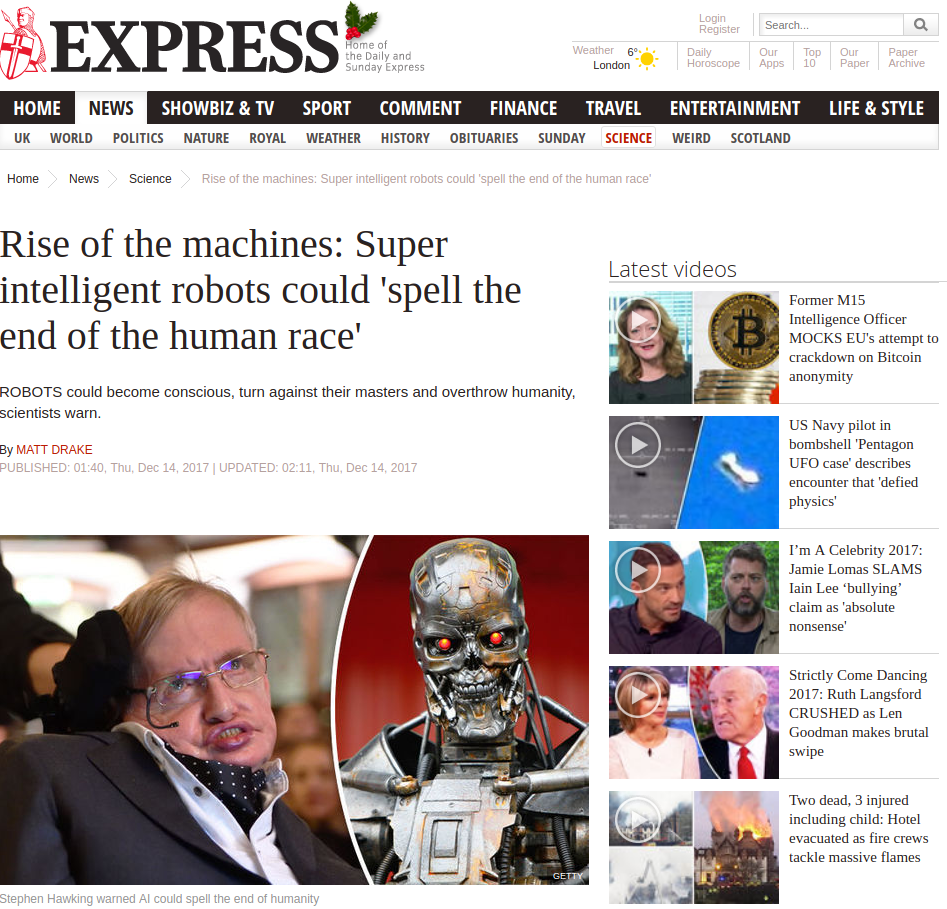 EXPRESS
Home of
the Daily and
Sunday Express
Login
Register
Search...
Weather
6°
London
Daily
Horoscope
Our
Apps
Top
10
Our
Paper
Paper
Archive
HOME NEWS SHOWBIZ & TV SPORT COMMENT FINANCE TRAVEL ENTERTAINMENT LIFE & STYLE
UK WORLD POLITICS NATURE ROYAL WEATHER HISTORY OBITUARIES SUNDAY SCIENCE WEIRD SCOTLAND
Home News Science Rise of the machines: Super intelligent robots could 'spell the end of the human race'
Rise of the machines: Super
intelligent robots could 'spell the
end of the human race'
ROBOTS could become conscious, turn against their masters and overthrow humanity,
scientists warn.
By MATT DRAKE
PUBLISHED: 01:40, Thu, Dec 14, 2017 | UPDATED: 02:11, Thu, Dec 14, 2017
GETTY
Stephen Hawking warned AI could spell the end of humanity
Latest videos
Former M15
Intelligence Officer
MOCKS EU's attempt to
crackdown on Bitcoin
anonymity
US Navy pilot in
bombshell 'Pentagon
UFO case' describes
encounter that 'defied
physics'
I’m A Celebrity 2017:
Jamie Lomas SLAMS
Iain Lee ‘bullying’
claim as 'absolute
nonsense'
Strictly Come Dancing
2017: Ruth Langsford
CRUSHED as Len
Goodman makes brutal
swipe
Two dead, 3 injured
including child: Hotel
evacuated as fire crews
tackle massive flames